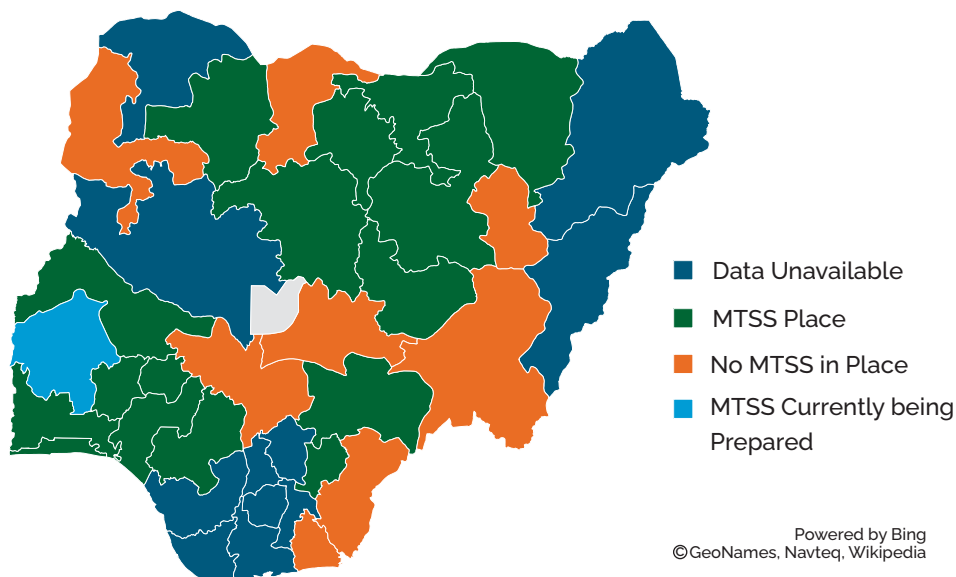 Data Unavailable
MTSS Place
No MTSS in Place
MTSS Currently being
Prepared
Powered by Bing
©GeoNames, Navteq, Wikipedia